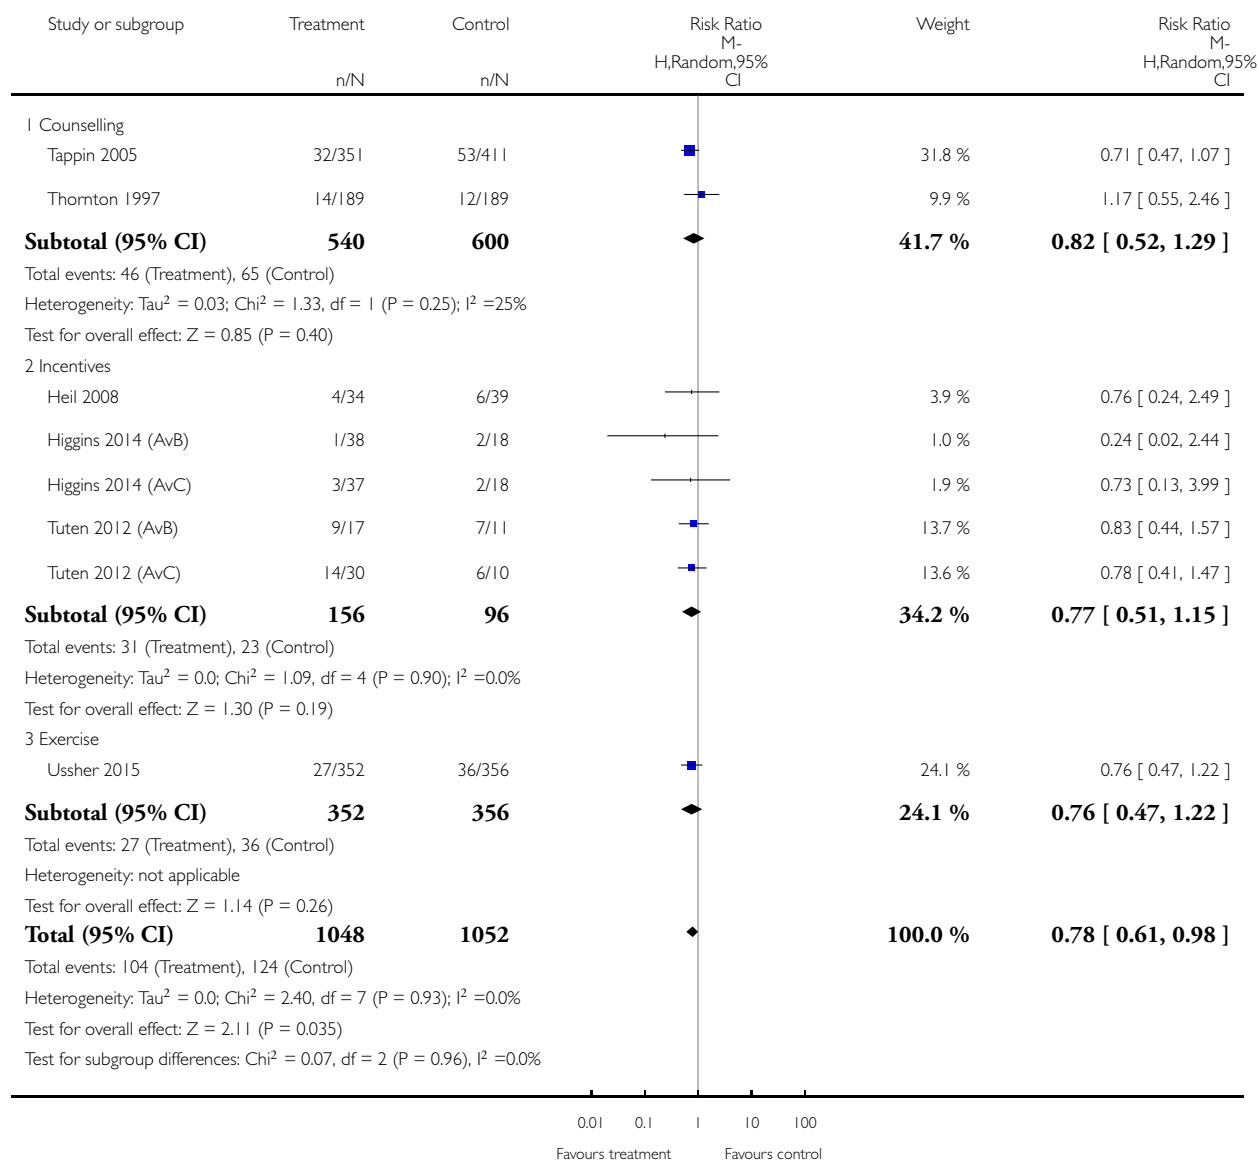 Study or subgroup Treatment Control Risk Ratio Weight Risk Ratio
M- M-
H,Random,95% H,Random,95%
n/N n/N CI CI
1 Counselling
Tappin 2005 32/351 53/411 31.8 % 0.71 [ 0.47, 1.07 ]
Thornton 1997 14/189 12/189 9.9 % 1.17 [ 0.55, 2.46 ]
Subtotal (95% CI) 540 600 41.7 % 0.82 [ 0.52, 1.29 ]
Total events: 46 (Treatment), 65 (Control)
Heterogeneity: Tau² = 0.03; Chi² = 1.33, df = 1 (P = 0.25); I² =25%
Test for overall effect: Z = 0.85 (P = 0.40)
2 Incentives
Heil 2008 4/34 6/39 3.9 % 0.76 [ 0.24, 2.49 ]
Higgins 2014 (AvB) 1/38 2/18 1.0 % 0.24 [ 0.02, 2.44 ]
Higgins 2014 (AvC) 3/37 2/18 1.9 % 0.73 [ 0.13, 3.99 ]
Tuten 2012 (AvB) 9/17 7/11 13.7 % 0.83 [ 0.44, 1.57 ]
Tuten 2012 (AvC) 14/30 6/10 13.6 % 0.78 [ 0.41, 1.47 ]
Subtotal (95% CI) 156 96 34.2 % 0.77 [ 0.51, 1.15 ]
Total events: 31 (Treatment), 23 (Control)
Heterogeneity: Tau² = 0.0; Chi² = 1.09, df = 4 (P = 0.90); I² =0.0%
Test for overall effect: Z = 1.30 (P = 0.19)
3 Exercise
Ussher 2015 27/352 36/356 24.1 % 0.76 [ 0.47, 1.22 ]
Subtotal (95% CI) 352 356 24.1 % 0.76 [ 0.47, 1.22 ]
Total events: 27 (Treatment), 36 (Control)
Heterogeneity: not applicable
Test for overall effect: Z = 1.14 (P = 0.26)
Total (95% CI) 1048 1052 100.0 % 0.78 [ 0.61, 0.98 ]
Total events: 104 (Treatment), 124 (Control)
Heterogeneity: Tau² = 0.0; Chi² = 2.40, df = 7 (P = 0.93); I² =0.0%
Test for overall effect: Z = 2.11 (P = 0.035)
Test for subgroup differences: Chi² = 0.07, df = 2 (P = 0.96), I² =0.0%
0.01 0.1 1 10 100
Favours treatment Favours control